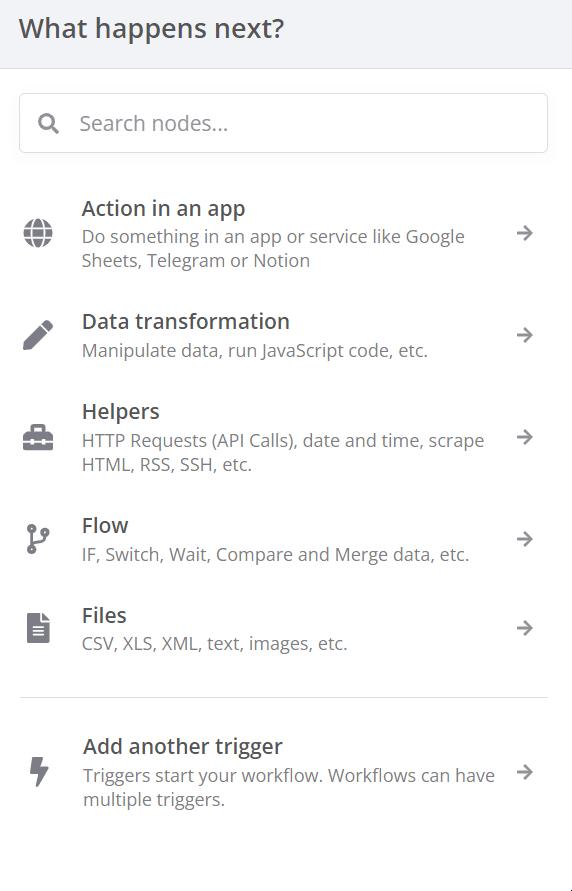 What happens next?
Search nodes...
Action in an app
Do something in an app or service like Google
Sheets, Telegram or Notion
Data transformation
Manipulate data, run JavaScript code, etc.
Helpers
HTTP Requests (API Calls), date and time, scrape
HTML, RSS, SSH, etc.
Flow
IF, Switch, Wait, Compare and Merge data, etc.
Files
CSV, XLS, XML, text, images, etc.
Add another trigger
Triggers start your workflow. Workflows can have
multiple triggers.